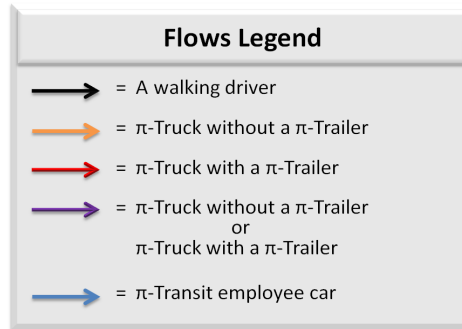 Flows Legend
= A walking driver
= π-Truck without a π-Trailer
= π-Truck with a π-Trailer
= π-Truck without a π-Trailer
or
π-Truck with a π-Trailer
= π-Transit employee car